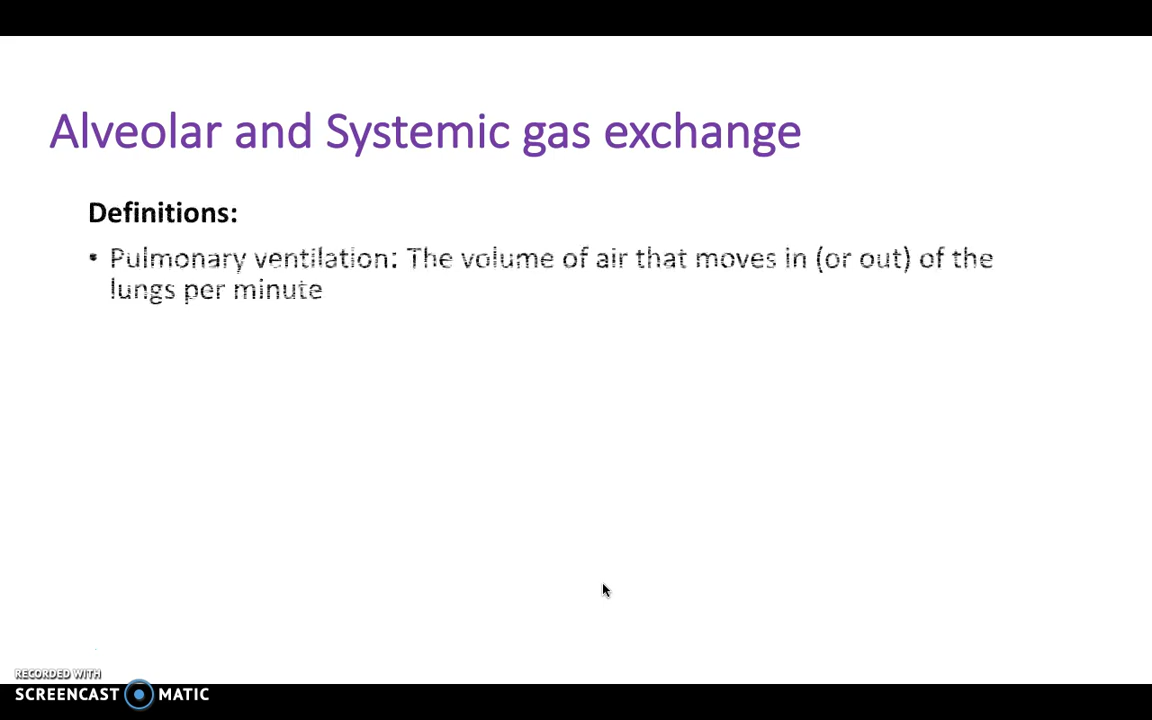 Alveolar and Systemic gas exchange
Definitions:
• Pulmonary ventilation: The volume of air that moves in (or out) of the
lungs per minute
RECORDED WITH
SCREENCAST MATIC